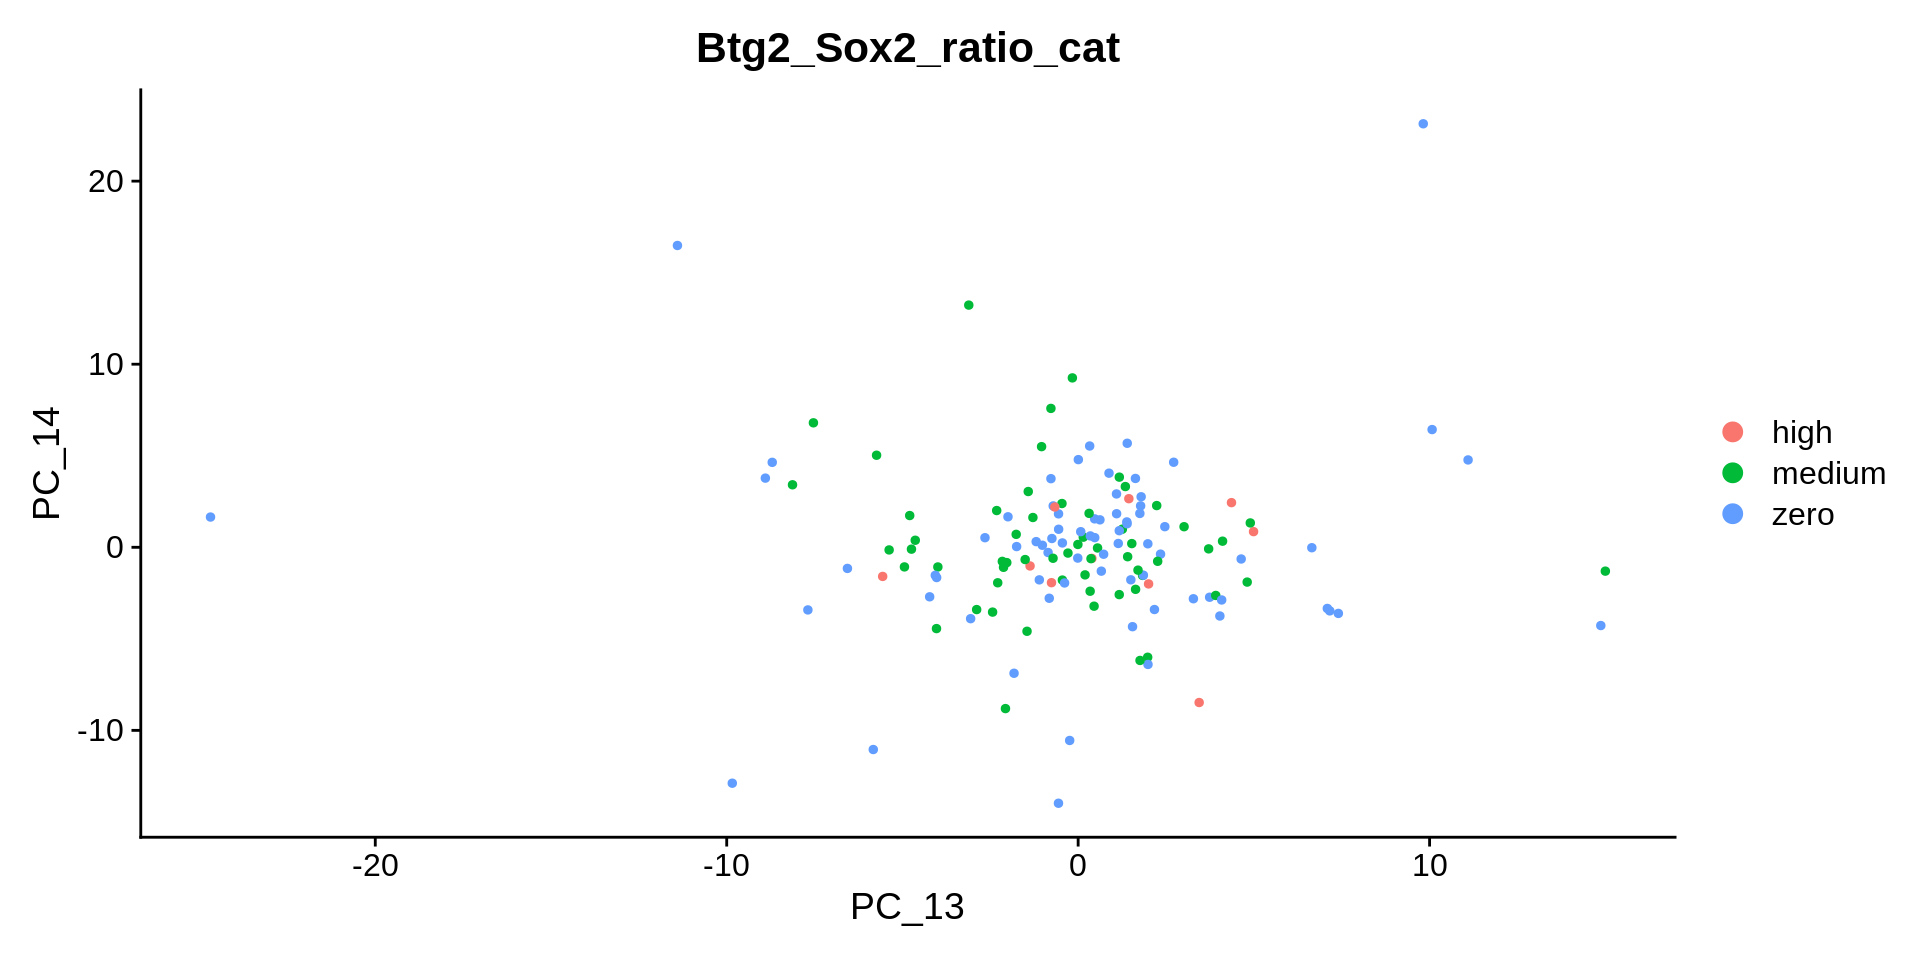 Btg2_Sox2_ratio_cat
20
10
0
-10
PC_14
-20
-10
0
10
PC_13
high
medium
zero